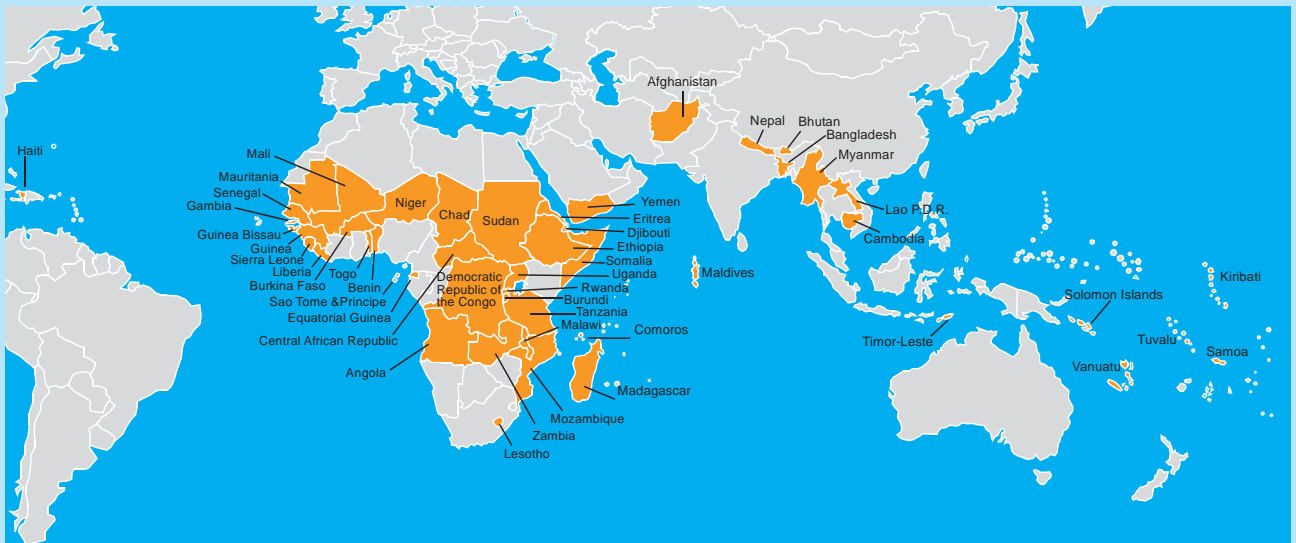 Haiti
Mali
Mauritania
Senegal
Gambia
Guinea Bissau
Guinea
Sierra Leone
Liberia
Burkina Faso
Togo
Benin
Sao Tome &Principe
Equatorial Guinea
Central African Republic
Angola
Niger
Chad
Sudan
Democratic
Republic of
the Congo
Yemen
Eritrea
Djibouti
Ethiopia
Somalia
Uganda
Rwanda
Burundi
Tanzania
Malawi
Comoros
Madagascar
Mozambique
Zambia
Lesotho
Afghanistan
Nepal
Bhutan
Bangladesh
Myanmar
Lao P.D.R.
Cambodia
Maldives
Timor-Leste
Solomon Islands
Kiribati
Tuvalu
Samoa
Vanuatu